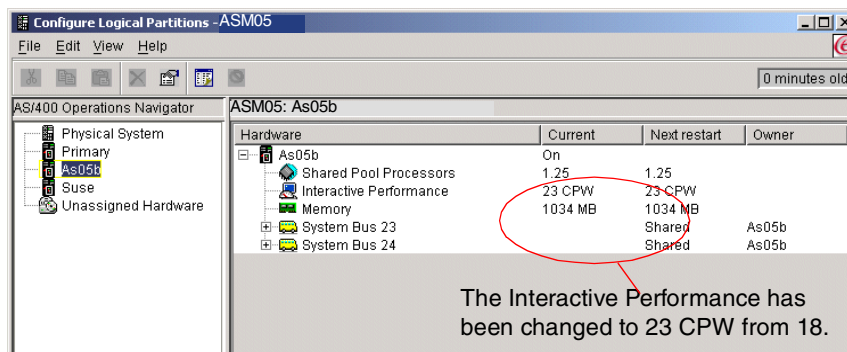 Configure Logical Partitions - ASM05
File Edit View Help
0 minutes old
AS/400 Operations Navigator ASM05: As05b
Physical System
Primary
As05b
Suse
Unassigned Hardware
Hardware Current Next restart Owner
As05b On
Shared Pool Processors 1.25 1.25
Interactive Performance 23 CPW 23 CPW
Memory 1034 MB 1034 MB
System Bus 23 Shared As05b
System Bus 24 Shared As05b
The Interactive Performance has
been changed to 23 CPW from 18.